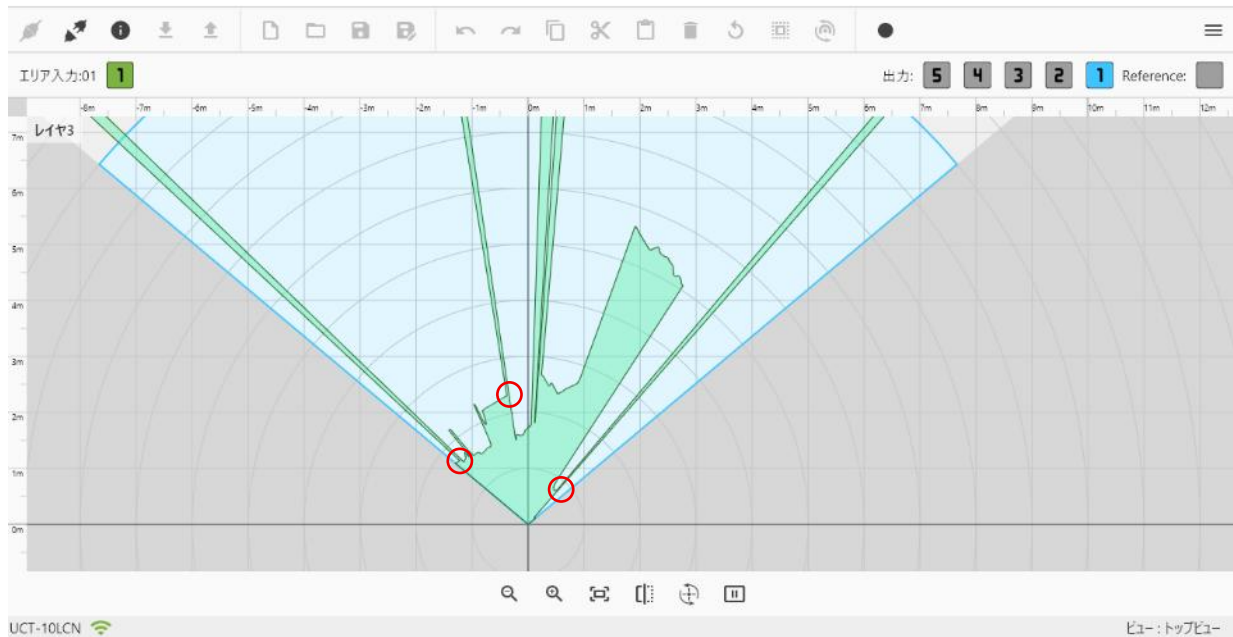 エリア入力:01 1 出力: 5 4 3 2 1 Reference:
-8m -7m -6m -5m -4m -3m -2m -1m 0m 1m 2m 3m 4m 5m 6m 7m 8m 9m 10m 11m 12m
レイヤ3
7m
6m
5m
4m
3m
2m
1m
0m
UCT-10LCN ビュー : トップビュー